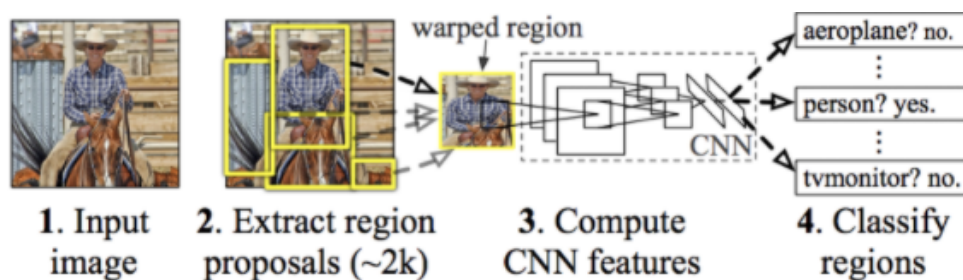 warped region
aeroplane? no.
⋮
person? yes.
⋮
tvmonitor? no.
CNN
1. Input
image
2. Extract region
proposals (~2k)
3. Compute
CNN features
4. Classify
regions